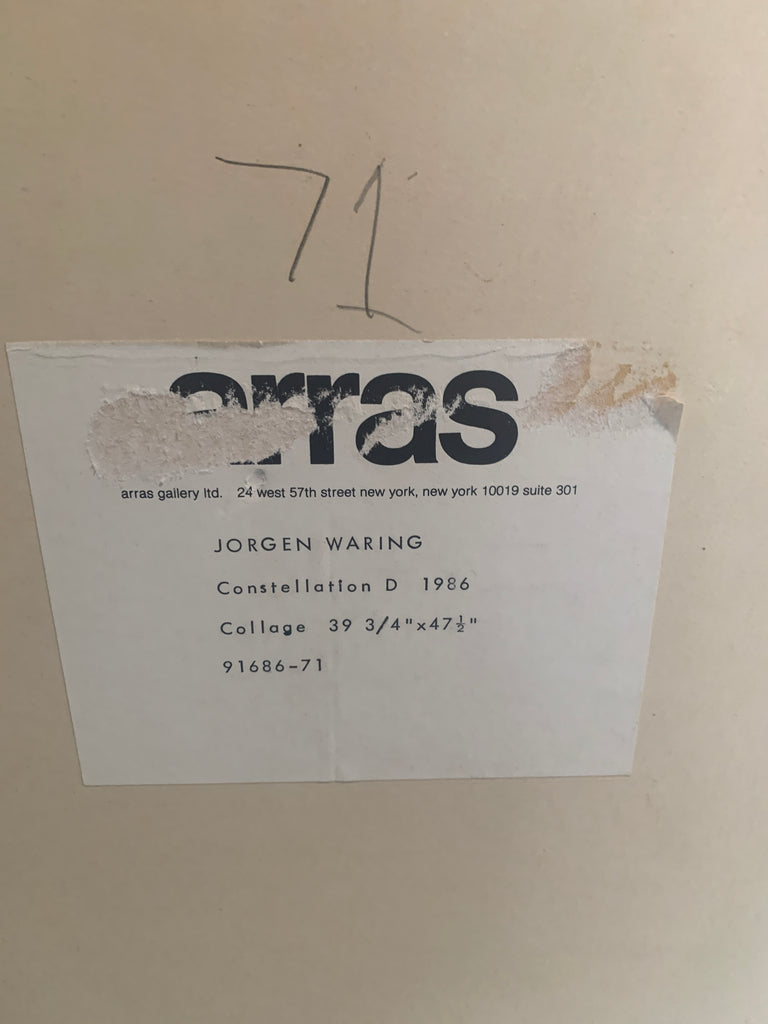 71
arras
arras gallery ltd. 24 west 57th street new york, new york 10019 suite 301
JORGEN WARING
Constellation D 1986
Collage 39 3/4"x47½"
91686-71